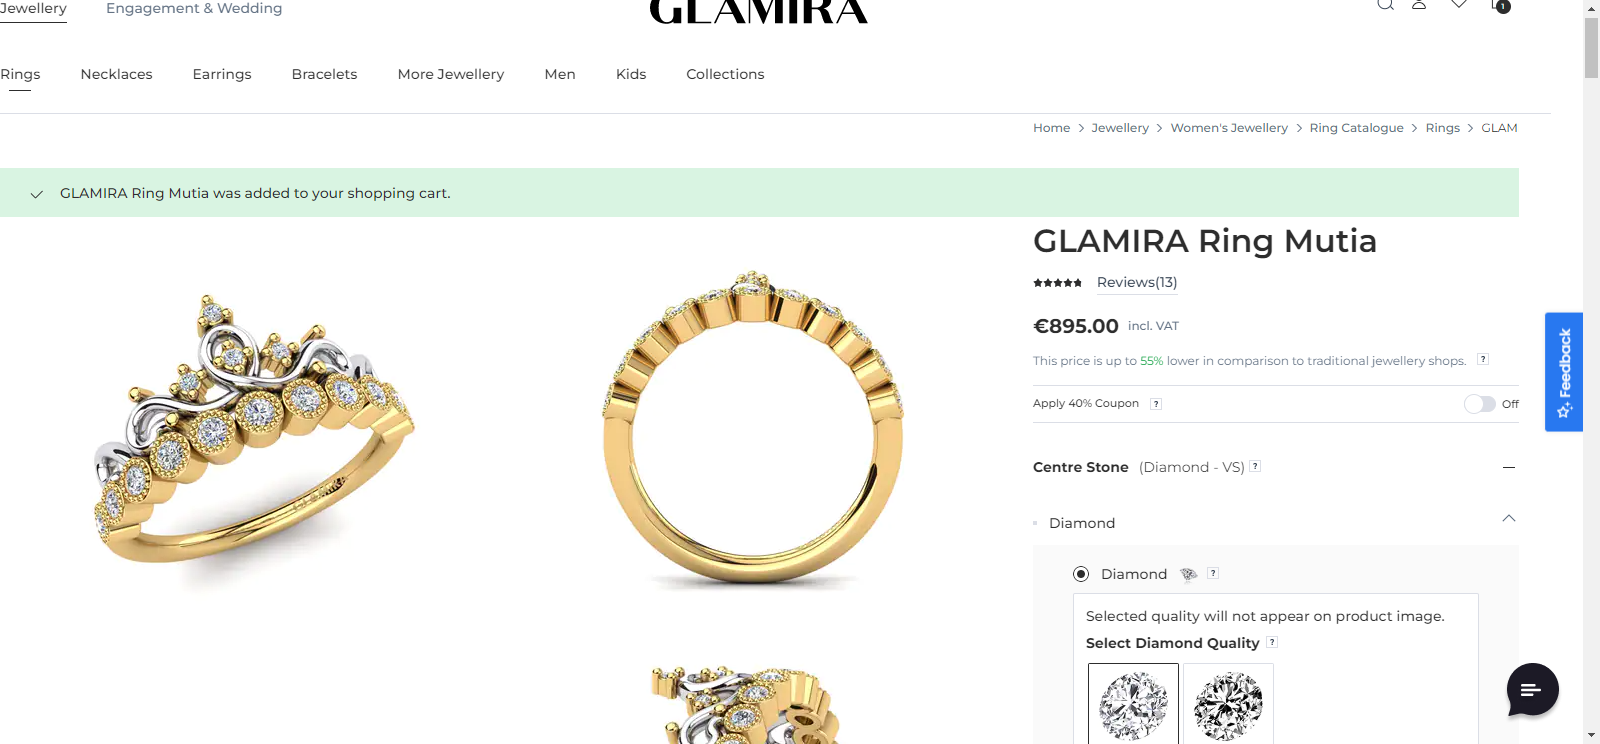 Jewellery
Engagement & Wedding
GLAMIRA
1
Rings
Necklaces
Earrings
Bracelets
More Jewellery
Men
Kids
Collections
Home > Jewellery > Women's Jewellery > Ring Catalogue > Rings > GLAM
GLAMIRA Ring Mutia was added to your shopping cart.
GLAMIRA Ring Mutia
Reviews(13)
€895.00 incl. VAT
This price is up to 55% lower in comparison to traditional jewellery shops. ?
Apply 40% Coupon ?
Off
Feedback
Centre Stone (Diamond - VS) ?
Diamond
Diamond ?
Selected quality will not appear on product image.
Select Diamond Quality ?